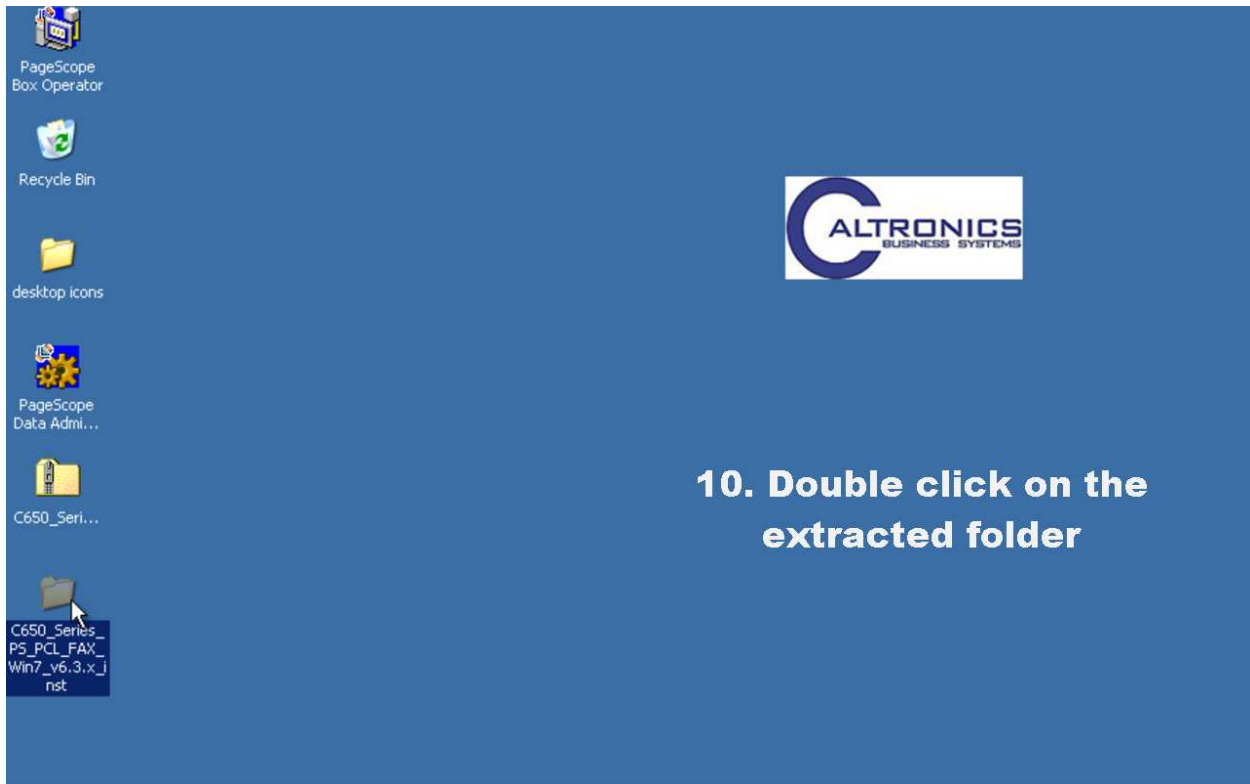 PageScope
Box Operator
Recycle Bin
desktop icons
PageScope
Data Admi...
C650_Seri...
C650_Series_
PS_PCL_FAX_
Win7_v6.3.x_i
nst
CALTRONICS
BUSINESS SYSTEMS
10. Double click on the
extracted folder